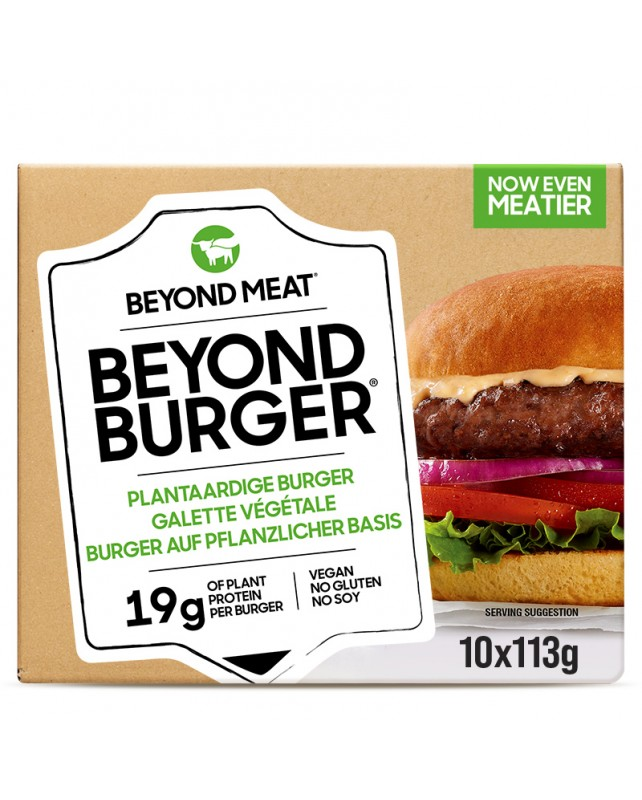 NOW EVEN
MEATIER
BEYOND MEAT®
BEYOND
BURGER®
PLANTAARDIGE BURGER
GALETTE VÉGÉTALE
BURGER AUF PFLANZLICHER BASIS
19g OF PLANT PROTEIN PER BURGER
VEGAN
NO GLUTEN
NO SOY
SERVING SUGGESTION
10x113g